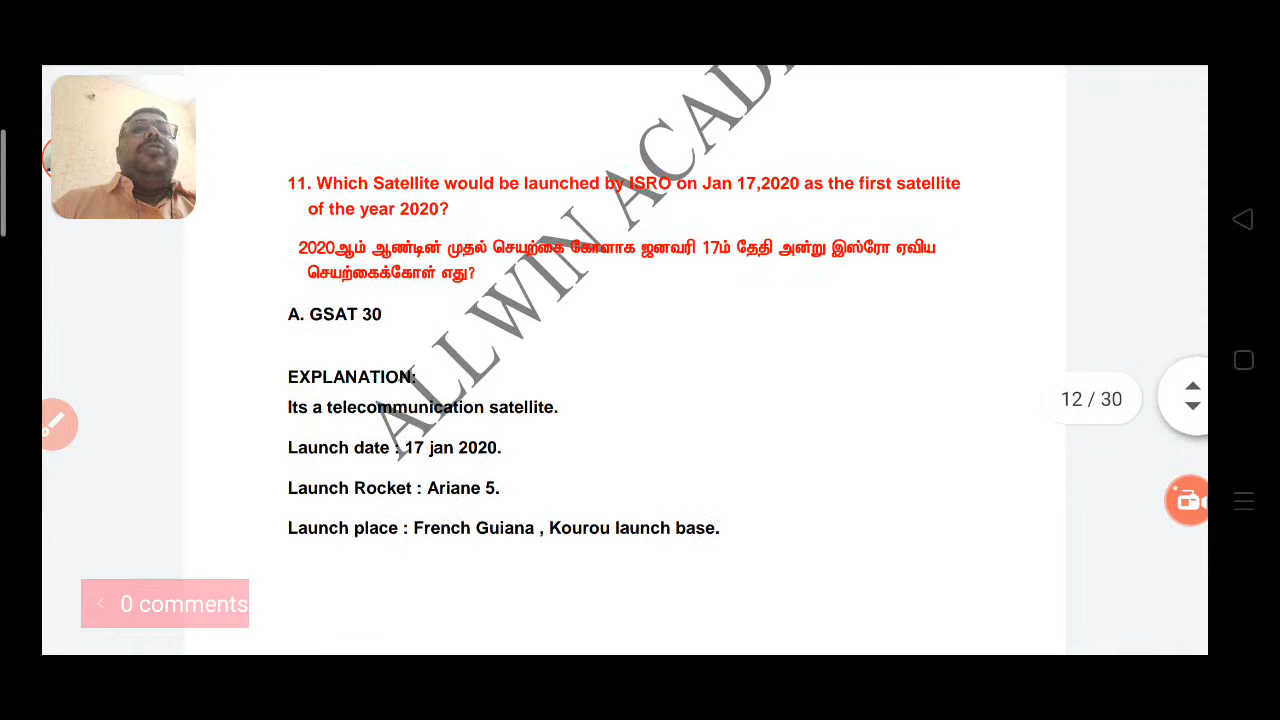 ALLWIN ACAD
11. Which Satellite would be launched by ISRO on Jan 17,2020 as the first satellite
of the year 2020?
2020ஆம் ஆண்டின் முதல் செயற்கை கோளாக ஜனவரி 17ம் தேதி அன்று இஸ்ரோ ஏவிய
செயற்கைக்கோள் எது?
A. GSAT 30
EXPLANATION:
Its a telecommunication satellite.
Launch date : 17 jan 2020.
12 / 30
Launch Rocket : Ariane 5.
Launch place : French Guiana , Kourou launch base.
0 comments